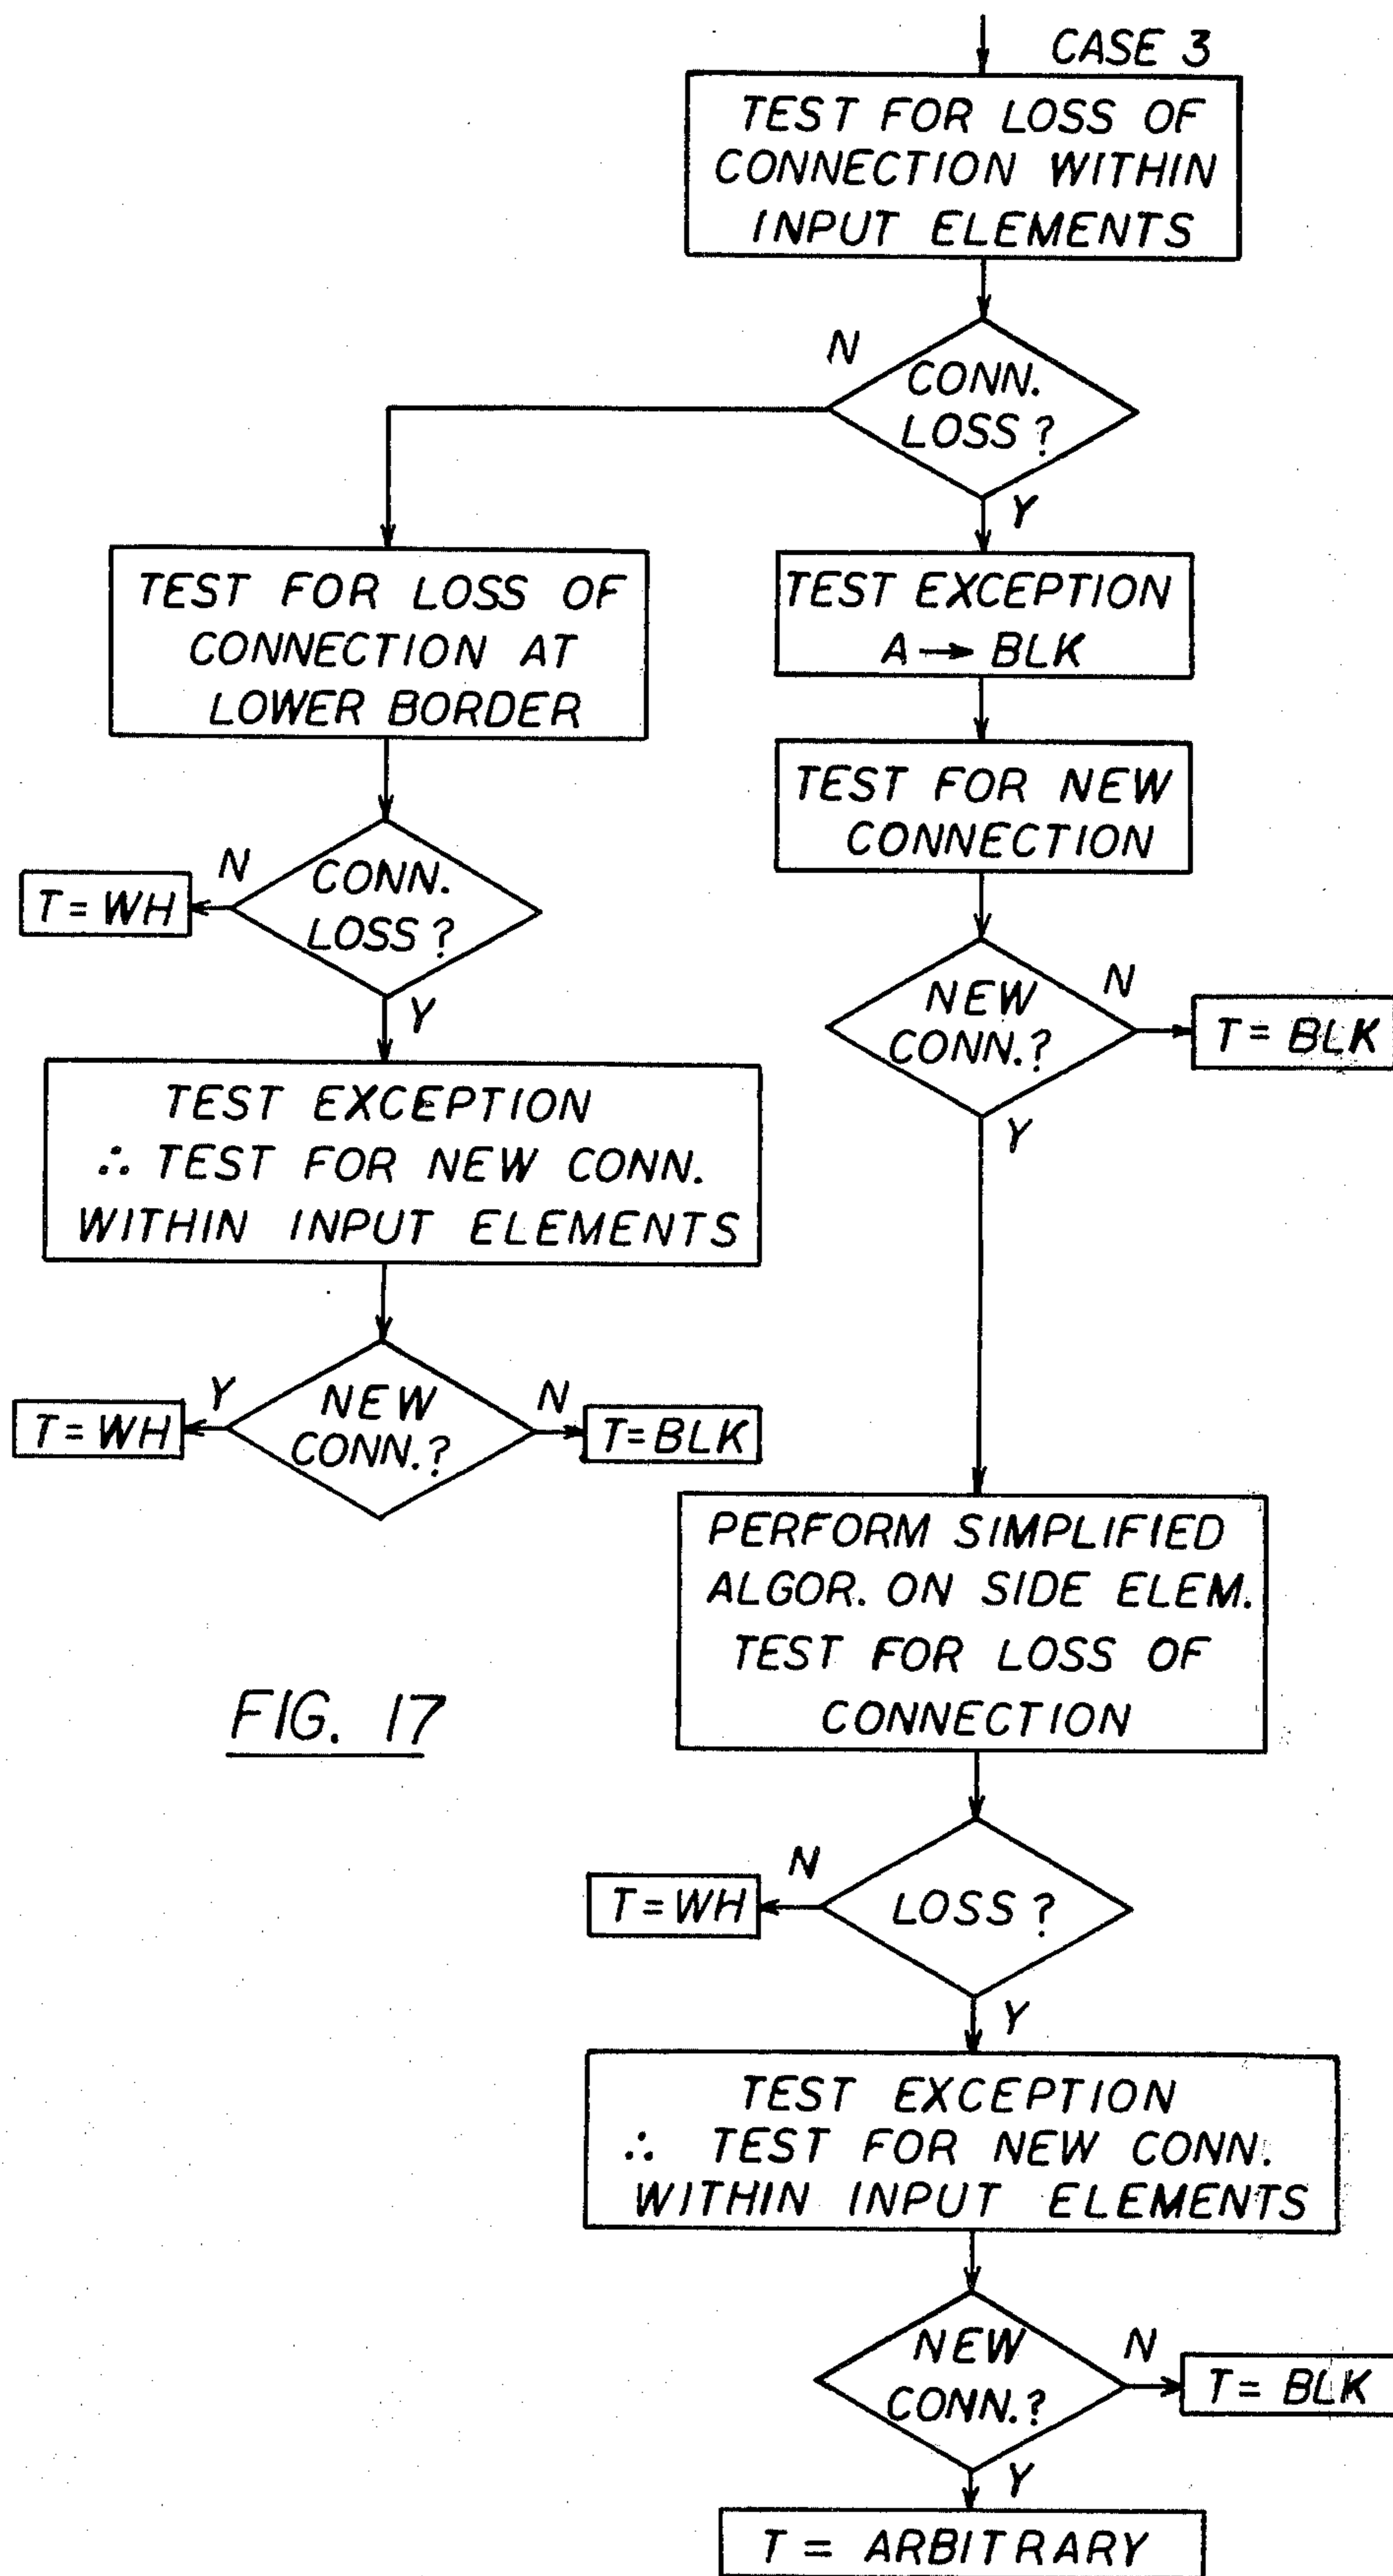 CASE 3
TEST FOR LOSS OF
CONNECTION WITHIN
INPUT ELEMENTS
N
CONN.
LOSS ?
Y
TEST FOR LOSS OF
CONNECTION AT
LOWER BORDER
TEST EXCEPTION
A → BLK
TEST FOR NEW
CONNECTION
N
CONN.
LOSS ?
T = WH
Y
NEW
CONN. ?
N
T = BLK
Y
TEST EXCEPTION
∴ TEST FOR NEW CONN.
WITHIN INPUT ELEMENTS
Y
NEW
CONN. ?
N
T = WH
T = BLK
PERFORM SIMPLIFIED
ALGOR. ON SIDE ELEM.
TEST FOR LOSS OF
CONNECTION
FIG. 17
N
LOSS ?
T = WH
Y
TEST EXCEPTION
∴ TEST FOR NEW CONN.
WITHIN INPUT ELEMENTS
NEW
CONN. ?
N
T = BLK
Y
T = ARBITRARY